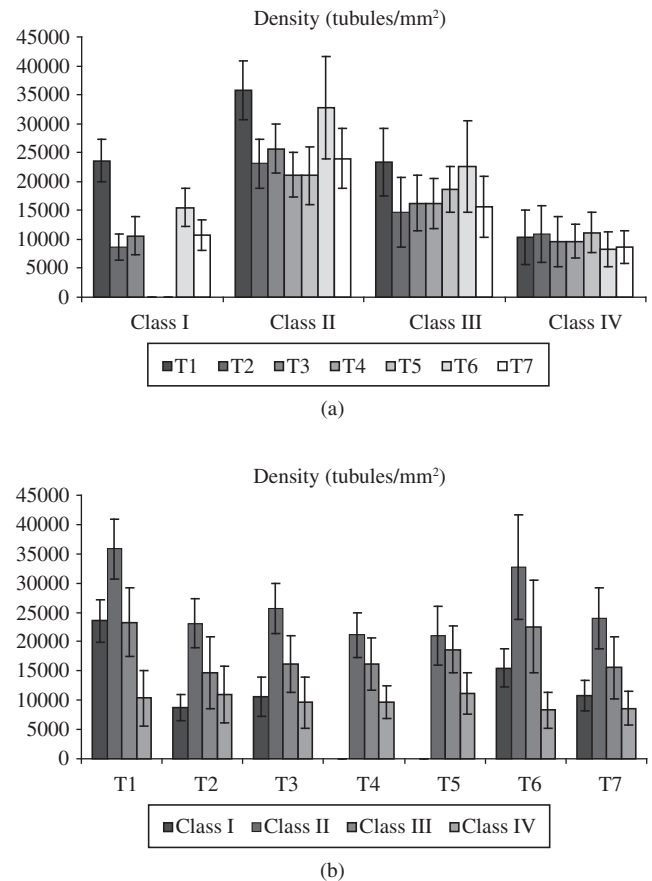 Density (tubules/mm²)
45000
40000
35000
30000
25000
20000
15000
10000
5000
0
Class I Class II Class III Class IV
T1 T2 T3 T4 T5 T6 T7
(a)
Density (tubules/mm²)
45000
40000
35000
30000
25000
20000
15000
10000
5000
0
T1 T2 T3 T4 T5 T6 T7
Class I Class II Class III Class IV
(b)